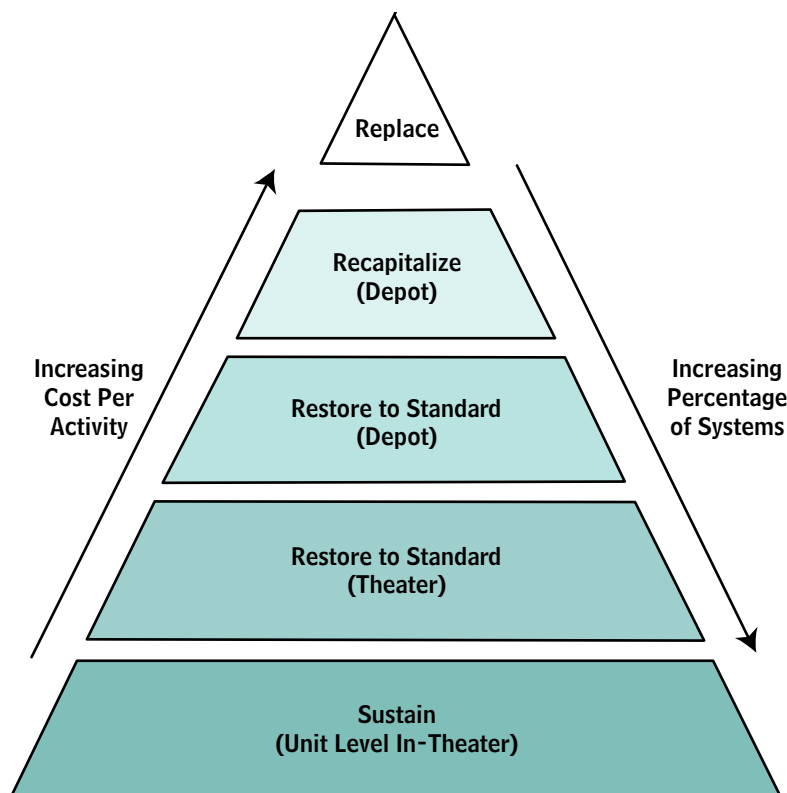 Replace
Recapitalize
(Depot)
Increasing
Cost Per
Activity
Restore to Standard
(Depot)
Increasing
Percentage
of Systems
Restore to Standard
(Theater)
Sustain
(Unit Level In-Theater)